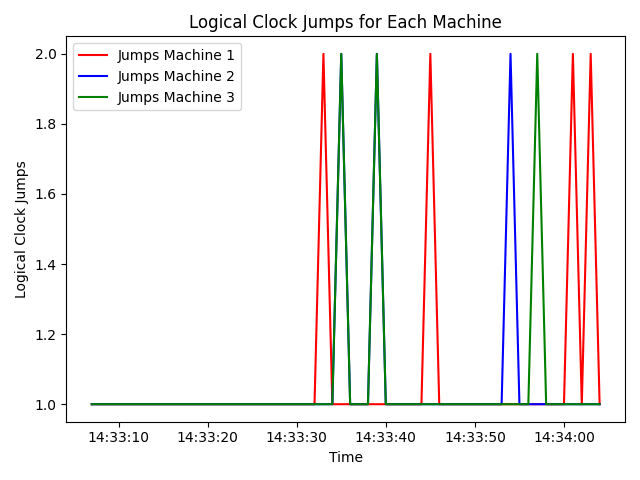 Logical Clock Jumps for Each Machine
Jumps Machine 1
Jumps Machine 2
Jumps Machine 3
Logical Clock Jumps
2.0
1.8
1.6
1.4
1.2
1.0
14:33:10 14:33:20 14:33:30 14:33:40 14:33:50 14:34:00
Time